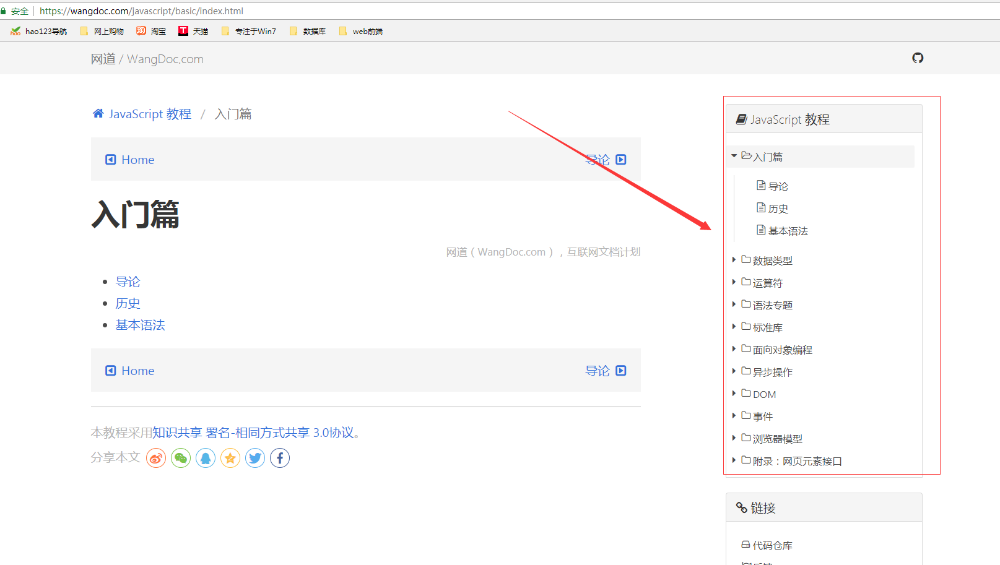 安全 | https://wangdoc.com/javascript/basic/index.html
hao123导航 网上购物 淘宝 天猫 专注于Win7 数据库 web前端
网道 / WangDoc.com
JavaScript 教程 / 入门篇
Home 导论
入门篇
网道（WangDoc.com），互联网文档计划
导论
历史
基本语法
Home 导论
本教程采用知识共享 署名-相同方式共享 3.0协议。
分享本文
JavaScript 教程
入门篇
导论
历史
基本语法
数据类型
运算符
语法专题
标准库
面向对象编程
异步操作
DOM
事件
浏览器模型
附录：网页元素接口
链接
代码仓库